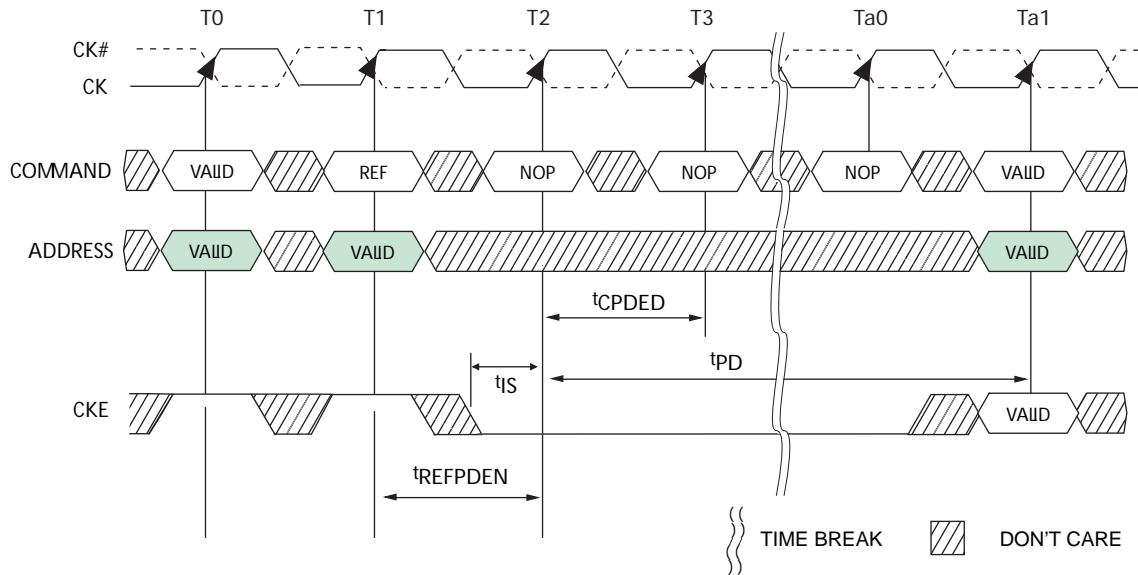 T0 T1 T2 T3 Ta0 Ta1
CK#
CK
COMMAND VALID REF NOP NOP NOP VALID
ADDRESS VALID VALID VALID
tCPDED
tIS tPD
CKE VALID
tREFPDEN
TIME BREAK DON'T CARE